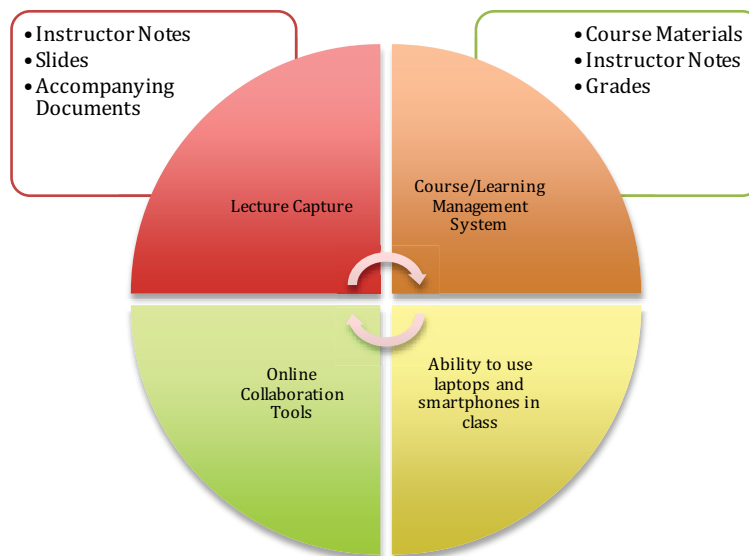 • Instructor Notes
• Slides
• Accompanying
Documents
• Course Materials
• Instructor Notes
• Grades
Lecture Capture
Course/Learning
Management
System
Online
Collaboration
Tools
Ability to use
laptops and
smartphones in
class